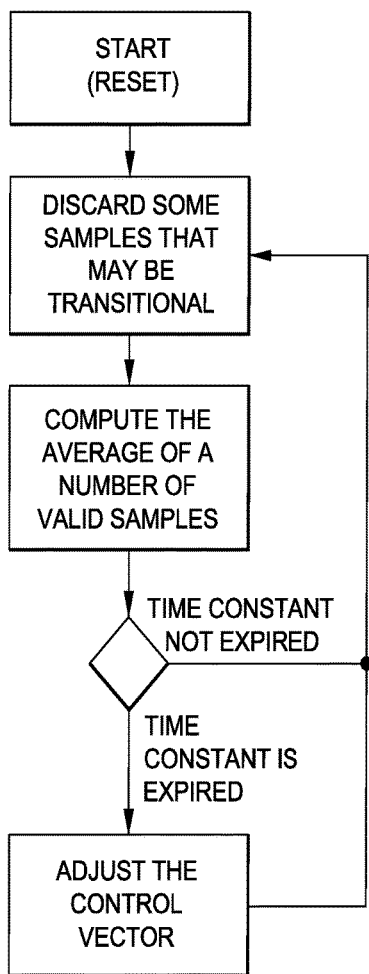 START
(RESET)
DISCARD SOME
SAMPLES THAT
MAY BE
TRANSITIONAL
COMPUTE THE
AVERAGE OF A
NUMBER OF
VALID SAMPLES
TIME CONSTANT
NOT EXPIRED
TIME
CONSTANT IS
EXPIRED
ADJUST THE
CONTROL
VECTOR